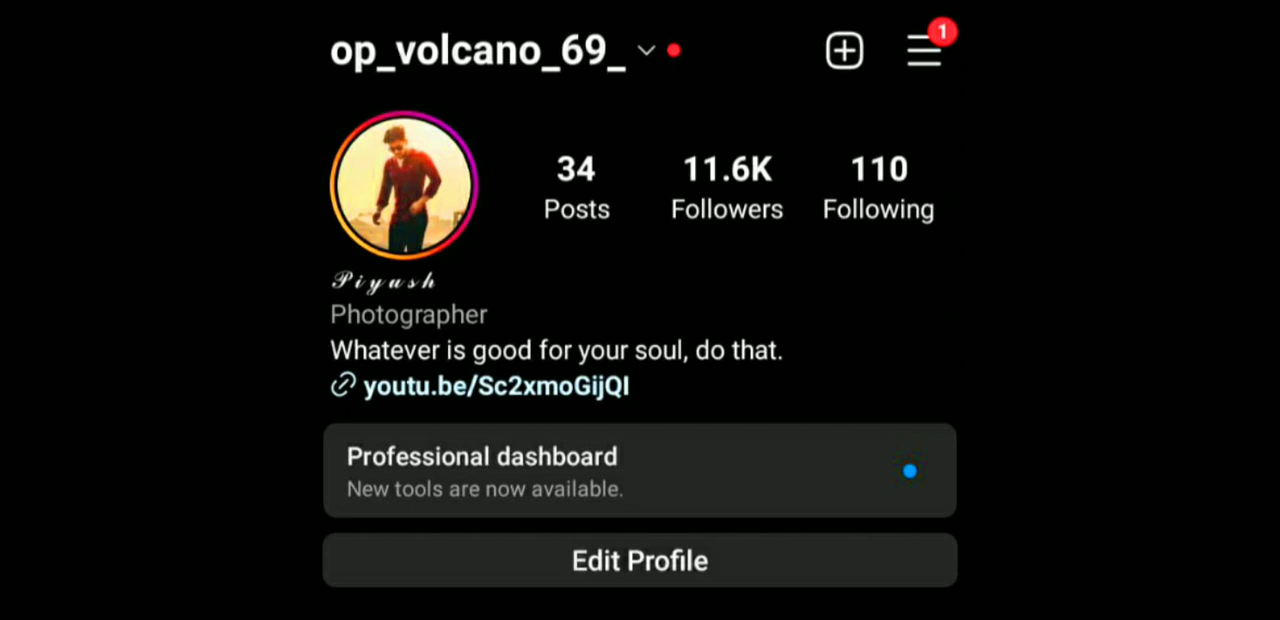 op_volcano_69_
1
34 11.6K 110
Posts Followers Following
𝒫𝒾𝓎𝓊𝓈𝒽
Photographer
Whatever is good for your soul, do that.
youtu.be/Sc2xmoGijQI
Professional dashboard
New tools are now available.
Edit Profile